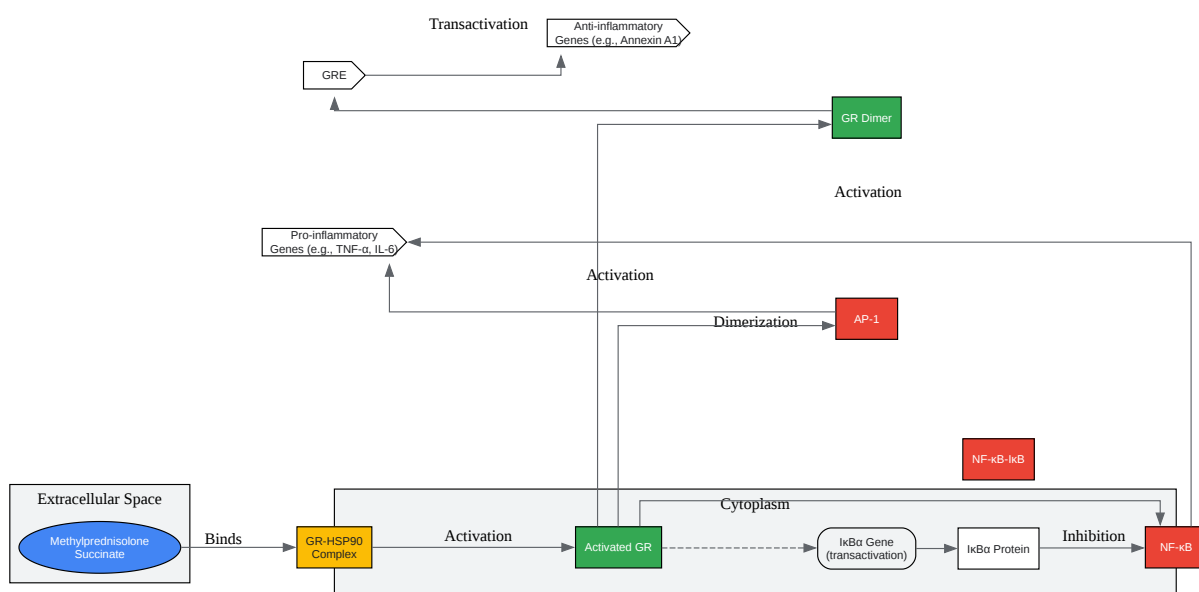 Transactivation
Anti-inflammatory
Genes (e.g., Annexin A1)
GRE
GR Dimer
Activation
Pro-inflammatory
Genes (e.g., TNF-α, IL-6)
Activation
AP-1
Dimerization
NF-κB-IκB
Extracellular Space
Cytoplasm
Methylprednisolone
Succinate
Binds
GR-HSP90
Complex
Activation
Activated GR
IκBα Gene
(transactivation)
IκBα Protein
Inhibition
NF-κB